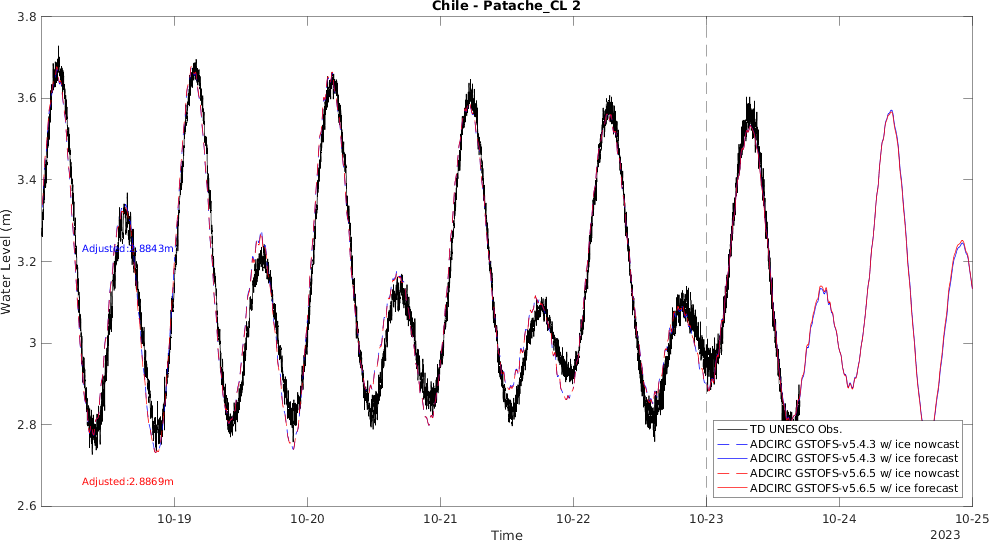 Chile - Patache_CL 2
Water Level (m)
3.8
3.6
3.4
3.2
3
2.8
2.6
Adjusted:2.8843m
Adjusted:2.8869m
TD UNESCO Obs.
ADCIRC GSTOFS-v5.4.3 w/ ice nowcast
ADCIRC GSTOFS-v5.4.3 w/ ice forecast
ADCIRC GSTOFS-v5.6.5 w/ ice nowcast
ADCIRC GSTOFS-v5.6.5 w/ ice forecast
10-19 10-20 10-21 10-22 10-23 10-24 10-25
Time
2023